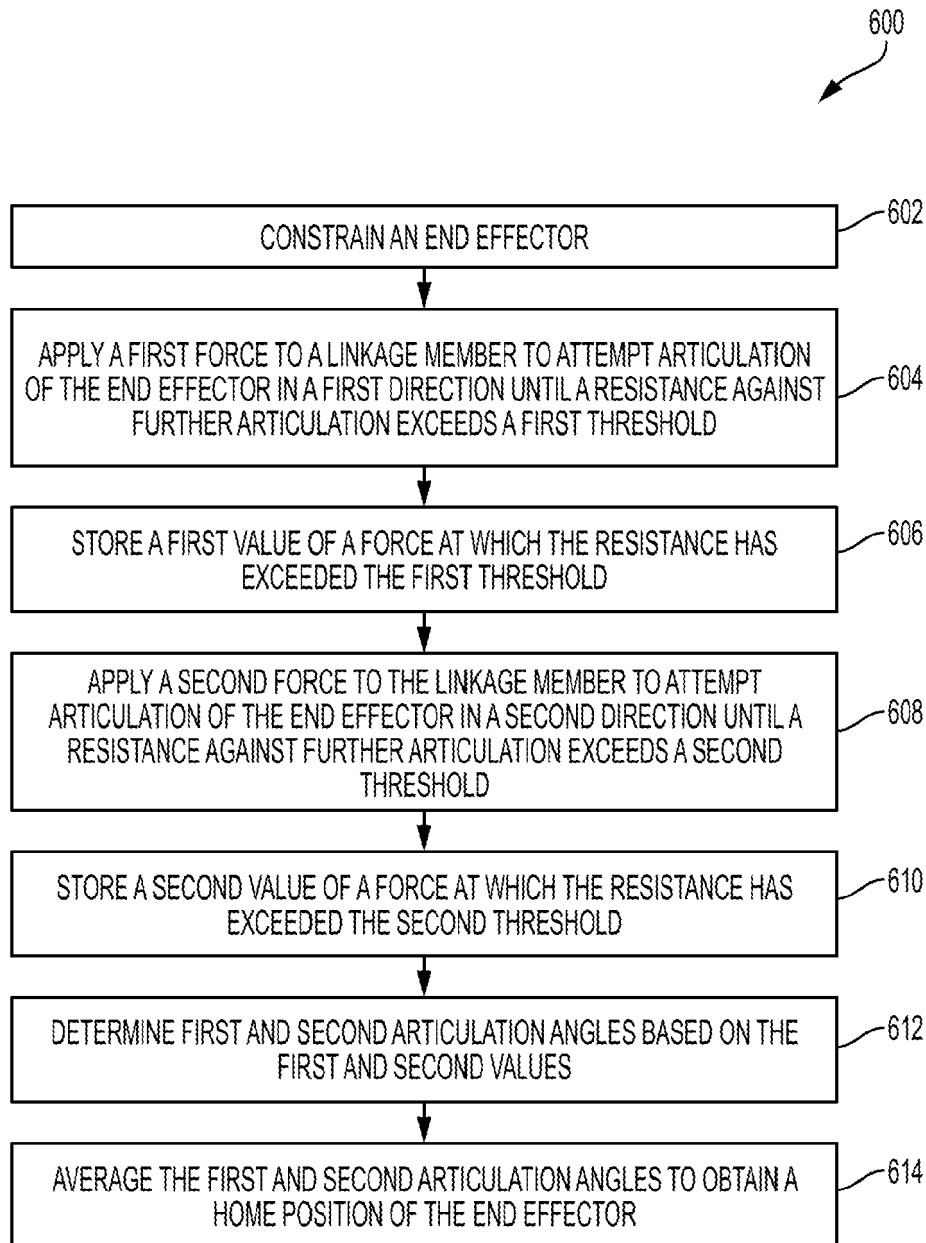 600
CONSTRAIN AN END EFFECTOR
602
APPLY A FIRST FORCE TO A LINKAGE MEMBER TO ATTEMPT ARTICULATION
OF THE END EFFECTOR IN A FIRST DIRECTION UNTIL A RESISTANCE AGAINST
FURTHER ARTICULATION EXCEEDS A FIRST THRESHOLD
604
STORE A FIRST VALUE OF A FORCE AT WHICH THE RESISTANCE HAS
EXCEEDED THE FIRST THRESHOLD
606
APPLY A SECOND FORCE TO THE LINKAGE MEMBER TO ATTEMPT
ARTICULATION OF THE END EFFECTOR IN A SECOND DIRECTION UNTIL A
RESISTANCE AGAINST FURTHER ARTICULATION EXCEEDS A SECOND
THRESHOLD
608
STORE A SECOND VALUE OF A FORCE AT WHICH THE RESISTANCE HAS
EXCEEDED THE SECOND THRESHOLD
610
DETERMINE FIRST AND SECOND ARTICULATION ANGLES BASED ON THE
FIRST AND SECOND VALUES
612
AVERAGE THE FIRST AND SECOND ARTICULATION ANGLES TO OBTAIN A
HOME POSITION OF THE END EFFECTOR
614